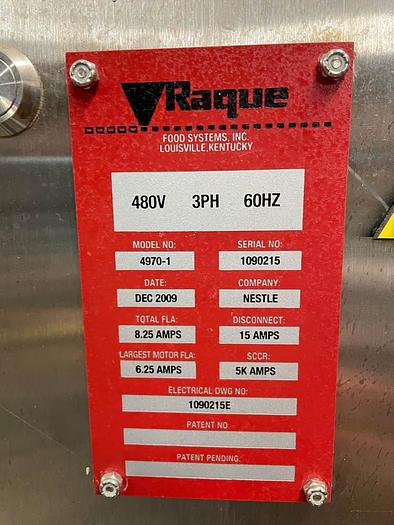 Raque
FOOD SYSTEMS, INC.
LOUISVILLE, KENTUCKY
480V 3PH 60HZ
MODEL NO: SERIAL NO:
4970-1 1090215
DATE: COMPANY:
DEC 2009 NESTLE
TOTAL FLA: DISCONNECT:
8.25 AMPS 15 AMPS
LARGEST MOTOR FLA: SCCR:
6.25 AMPS 5K AMPS
ELECTRICAL DWG NO:
1090215E
PATENT NO.
PATENT PENDING: